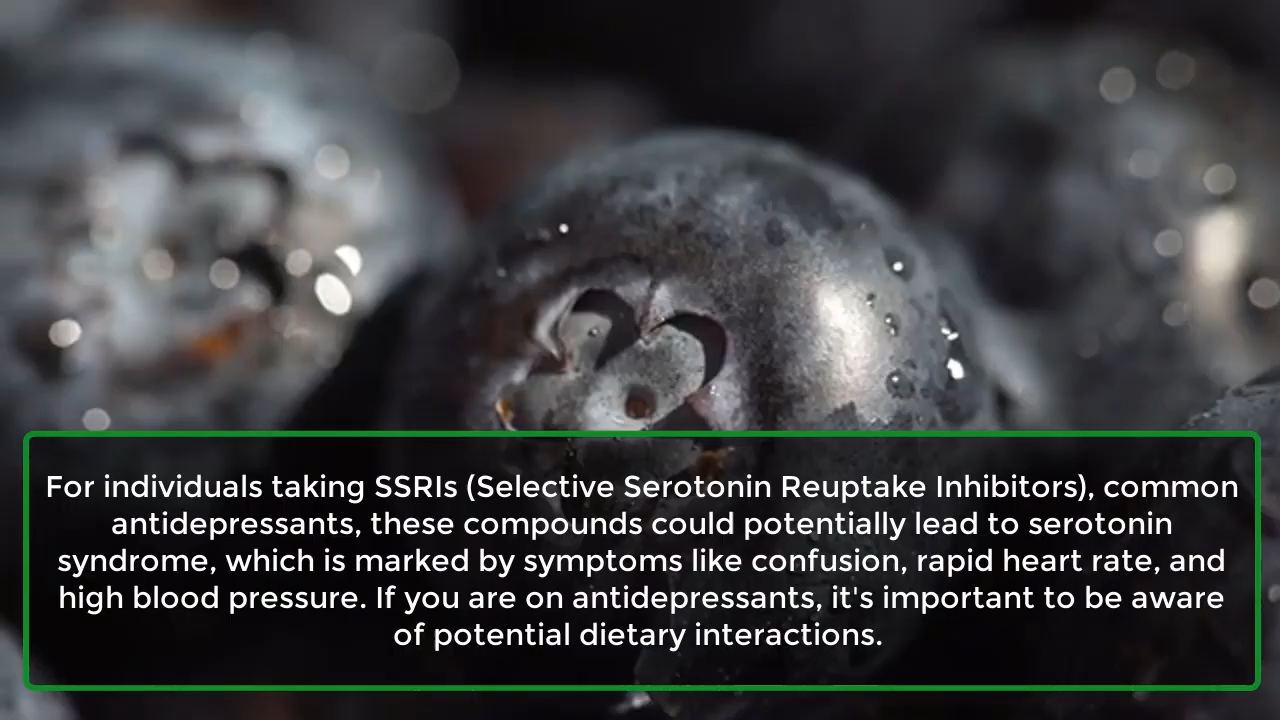 For individuals taking SSRIs (Selective Serotonin Reuptake Inhibitors), common
antidepressants, these compounds could potentially lead to serotonin
syndrome, which is marked by symptoms like confusion, rapid heart rate, and
high blood pressure. If you are on antidepressants, it's important to be aware
of potential dietary interactions.